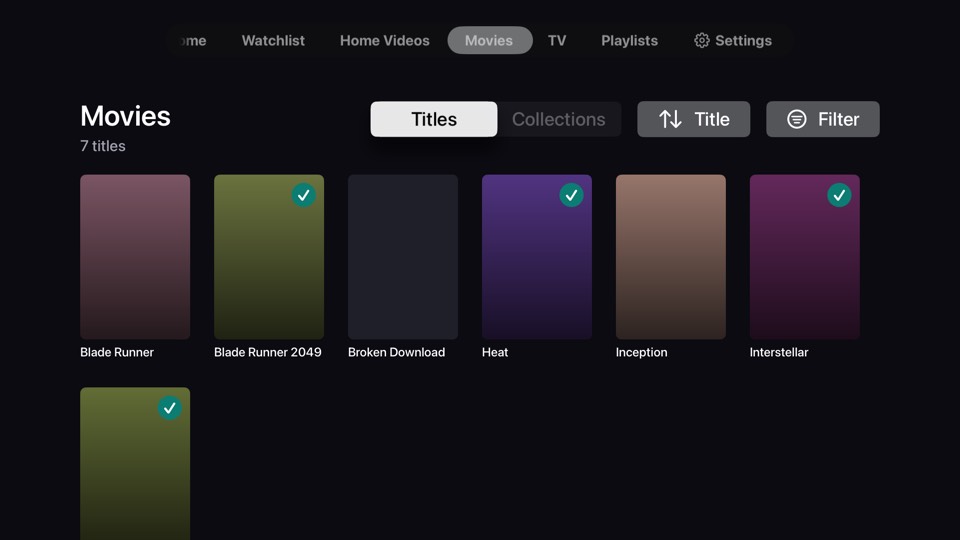 ome Watchlist Home Videos Movies TV Playlists Settings
Movies
Titles Collections Title Filter
7 titles
Blade Runner Blade Runner 2049 Broken Download Heat Inception Interstellar